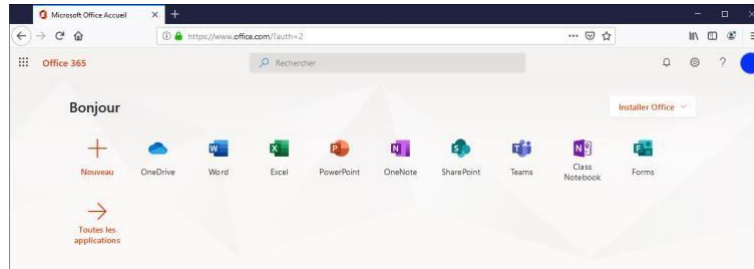 Microsoft Office Accueil
https://www.office.com/?auth=2
Office 365
Rechercher
?
Bonjour
Installer Office
Nouveau
OneDrive
Word
Excel
PowerPoint
OneNote
SharePoint
Teams
Class
Notebook
Forms
Toutes les
applications